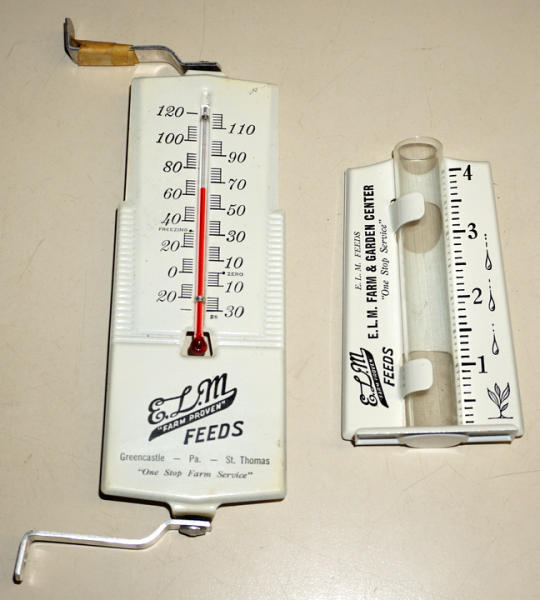 120
110
100
90
80
70
60
50
40
FREEZING
30
20
10
0
ZERO
10
20
30
E.L.M
"FARM PROVEN"
FEEDS
Greencastle — Pa. — St. Thomas
"One Stop Farm Service"
E. L. M. FEEDS
E.L.M. FARM & GARDEN CENTER
"One Stop Service"
E.L.M
"FARM PROVEN"
FEEDS
4
3
2
1